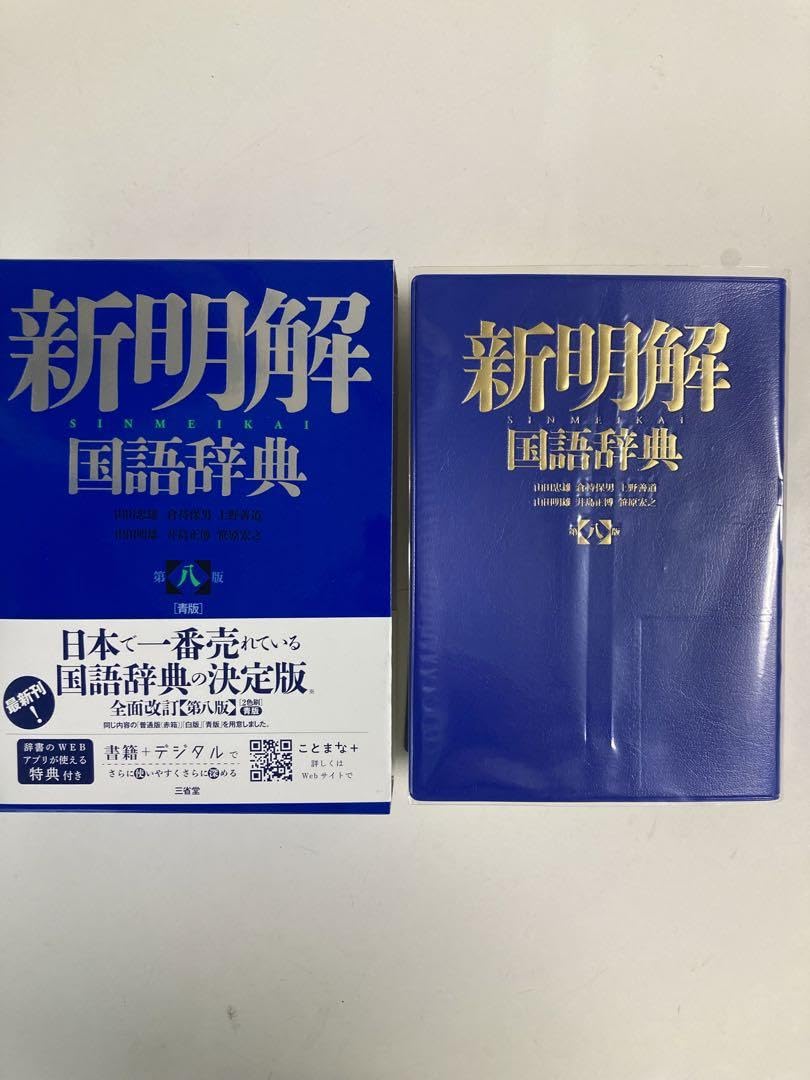 新明解
SINMEIKAI
国語辞典
山田忠雄 倉持保男 上野善道
山田明雄 井島正博 笹原宏之
第八版
[青版]
最新刊!
日本で一番売れている
国語辞典の決定版※
全面改訂【第八版】[2色刷]青版
同じ内容の「普通版(赤箱)」「白版」「青版」を用意しました。
辞書のWEB
アプリが使える
特典付き
書籍+デジタルで
さらに使いやすくさらに深める
ことまな+
詳しくは
Webサイトで
三省堂
新明解
SINMEIKAI
国語辞典
山田忠雄 倉持保男 上野善道
山田明雄 井島正博 笹原宏之
第八版